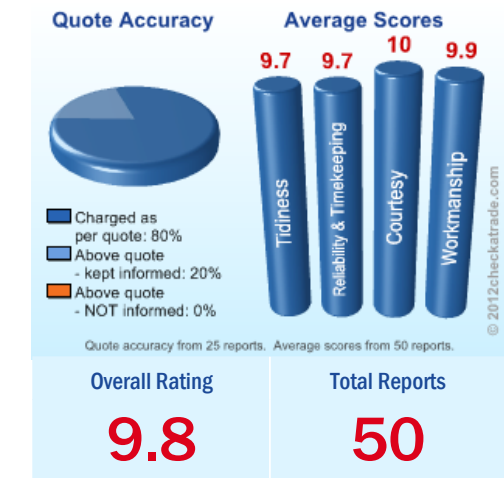 Quote Accuracy
Average Scores
9.7
9.7
10
9.9
Tidiness
Reliability & Timekeeping
Courtesy
Workmanship
Charged as
per quote: 80%
Above quote
- kept informed: 20%
Above quote
- NOT informed: 0%
© 2012checkatrade.com
Quote accuracy from 25 reports. Average scores from 50 reports.
Overall Rating
Total Reports
9.8
50